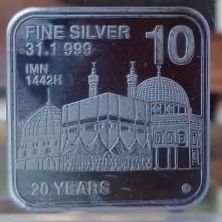 FINE SILVER
31.1 999
10
IMN
1442H
20 YEARS